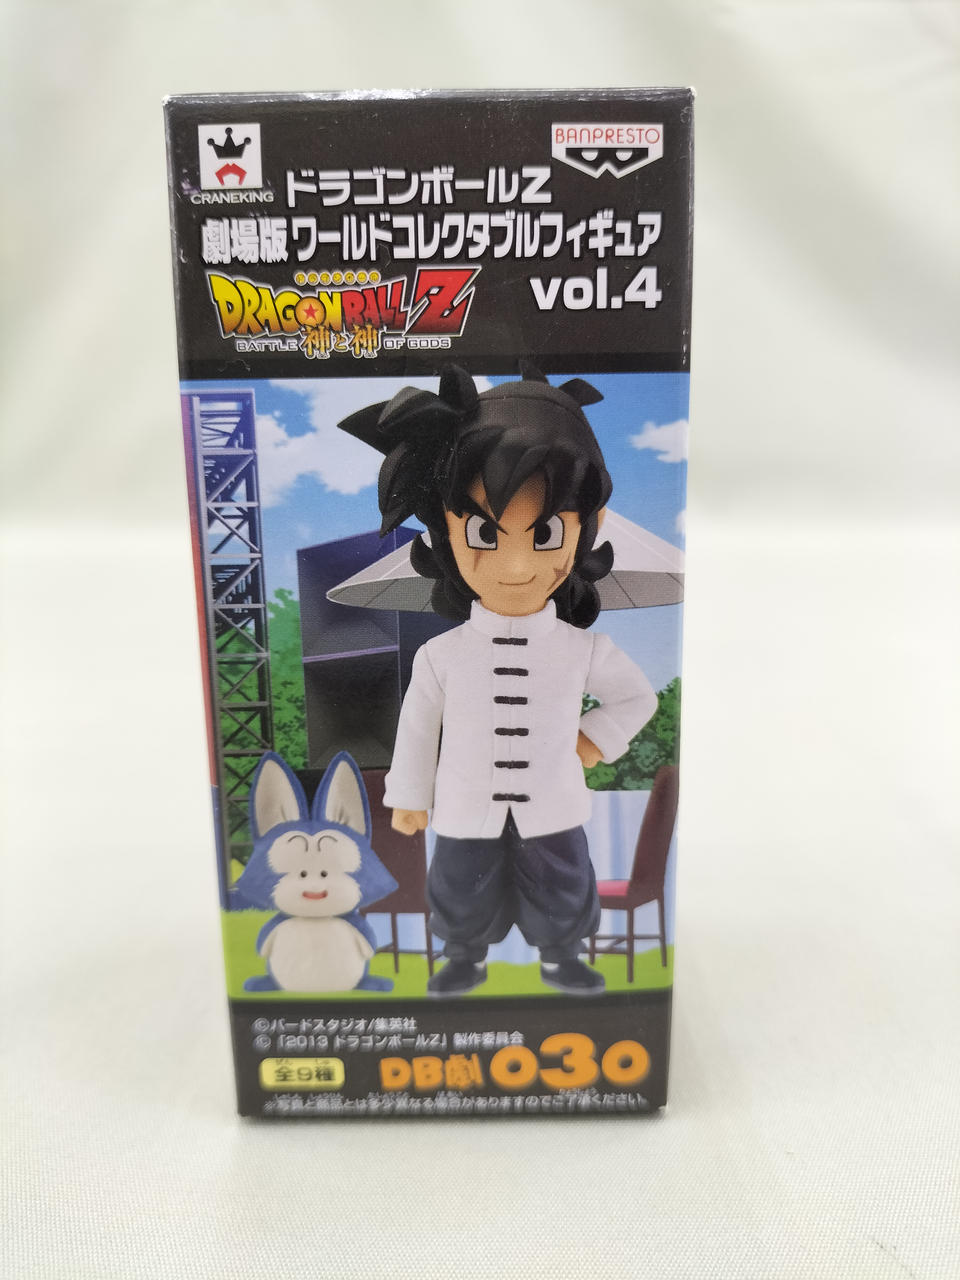 CRANEKING
BANPRESTO
ドラゴンボールZ
劇場版 ワールドコレクタブルフィギュア
vol.4
DRAGON BALL Z
BATTLE 神と神 OF GODS
©バードスタジオ/集英社
©「2013 ドラゴンボールZ」製作委員会
ぜん しゅ
全9種
DB劇 030
※写真と商品とは多少異なる場合がありますのでご了承ください。